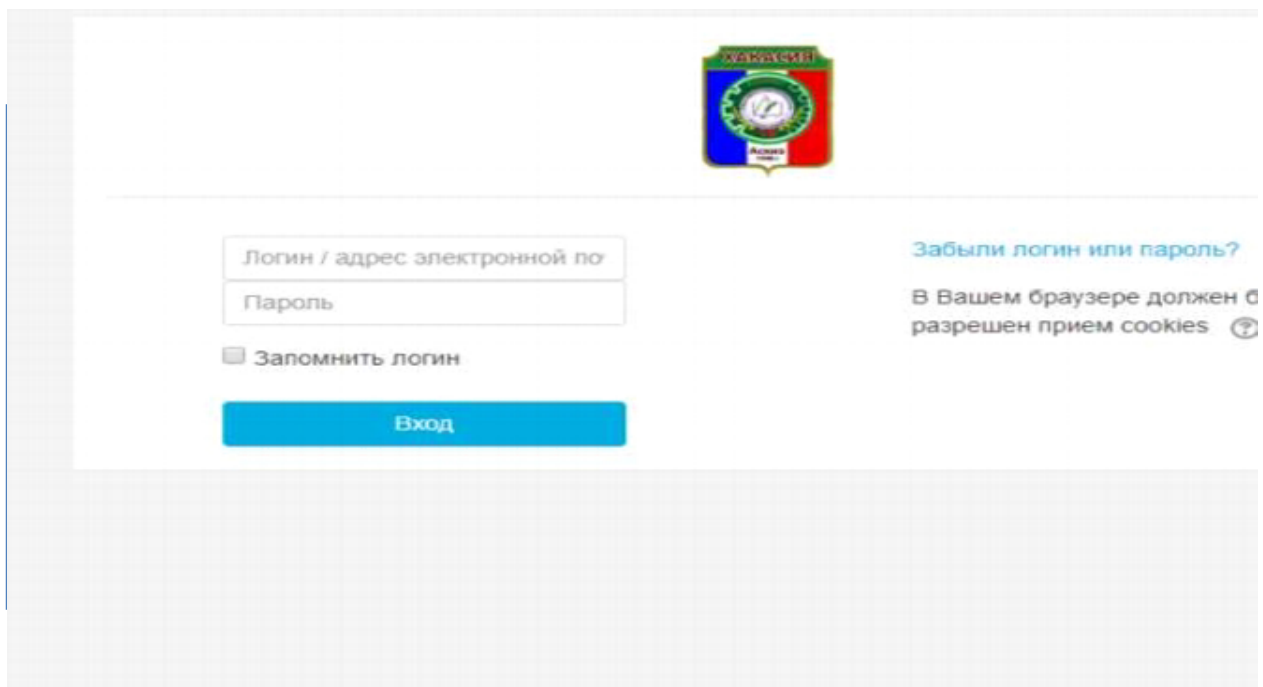 ХАКАСИЯ
Аскиз
Логин / адрес электронной по
Пароль
Запомнить логин
Вход
Забыли логин или пароль?
В Вашем браузере должен б
разрешен прием cookies